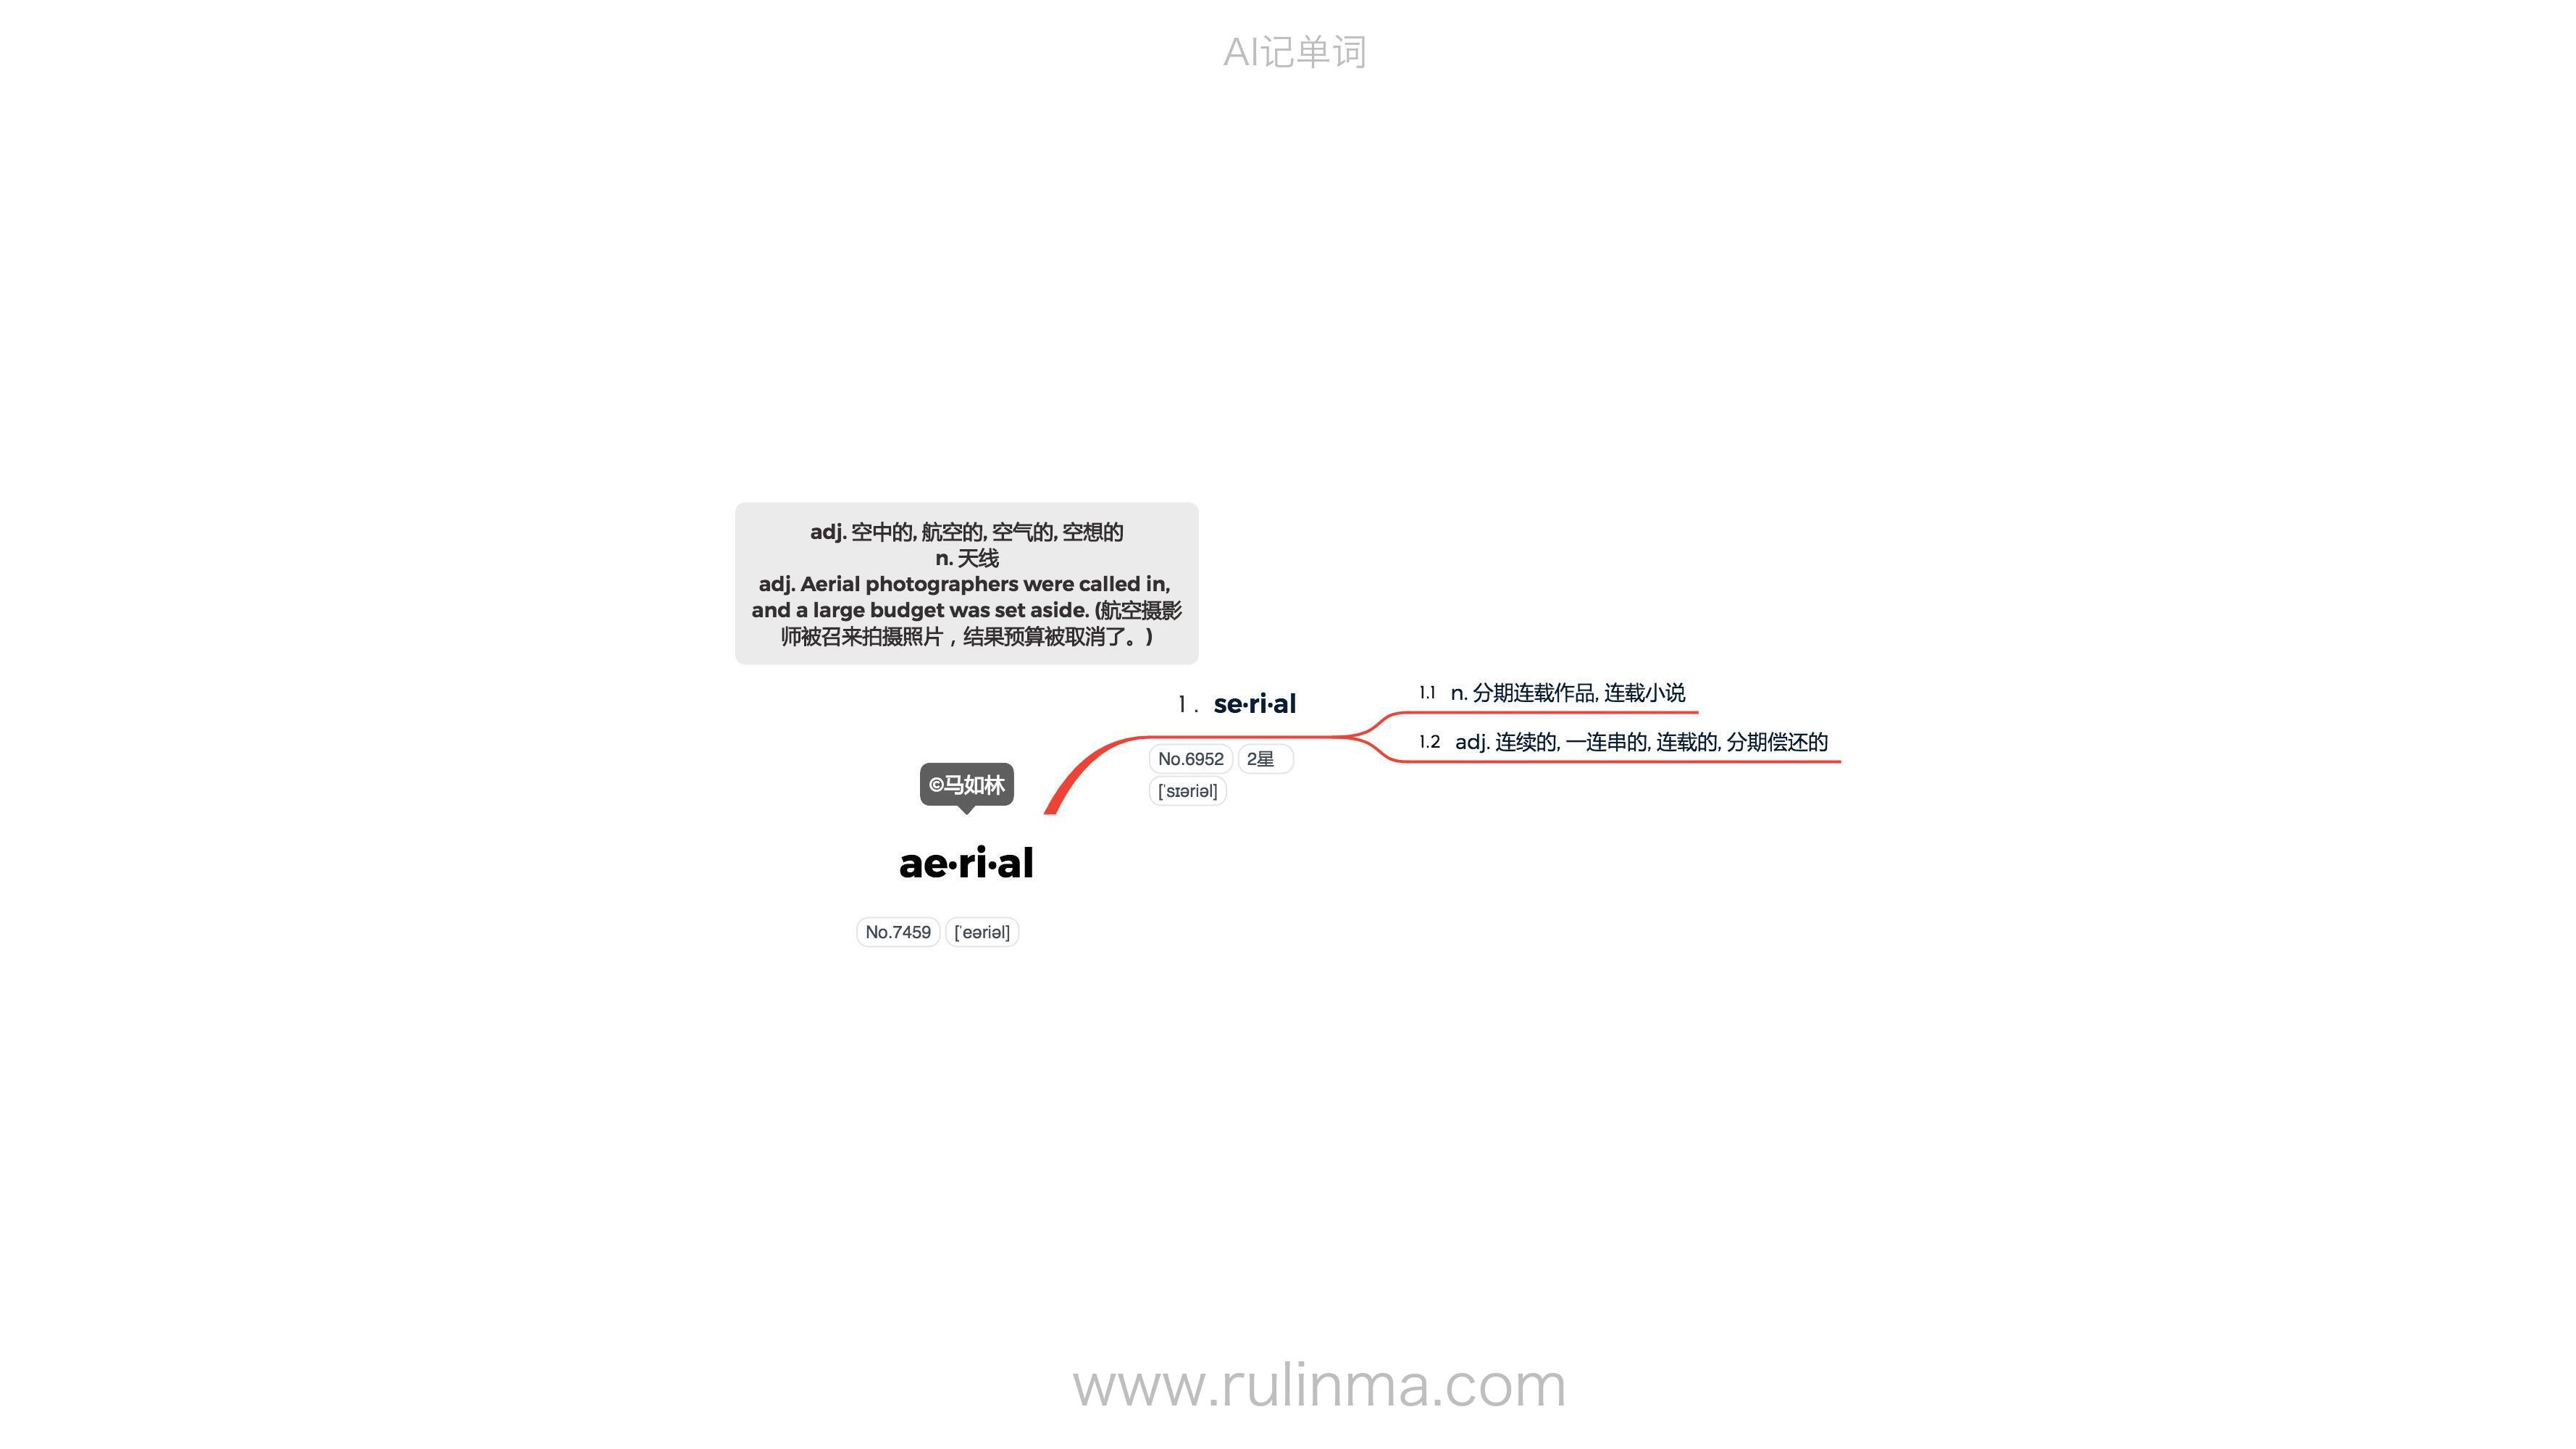 AI记单词
adj. 空中的, 航空的, 空气的, 空想的
n. 天线
adj. Aerial photographers were called in,
and a large budget was set aside. (航空摄影
师被召来拍摄照片，结果预算被取消了。)
1. se·ri·al
No.6952 2星
[ˈsɪəriəl]
1.1 n. 分期连载作品, 连载小说
1.2 adj. 连续的, 一连串的, 连载的, 分期偿还的
©马如林
ae·ri·al
No.7459 [ˈeəriəl]
www.rulinma.com